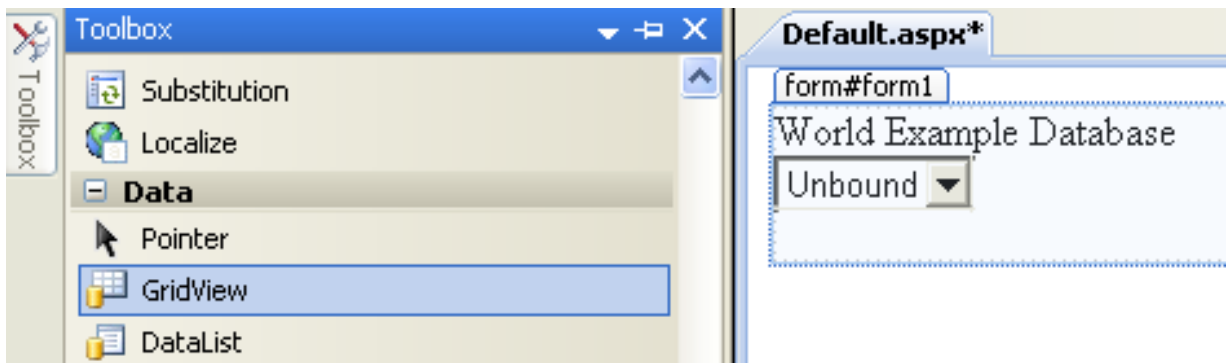 Toolbox
Toolbox
Substitution
Localize
Data
Pointer
GridView
DataList
Default.aspx*
form#form1
World Example Database
Unbound